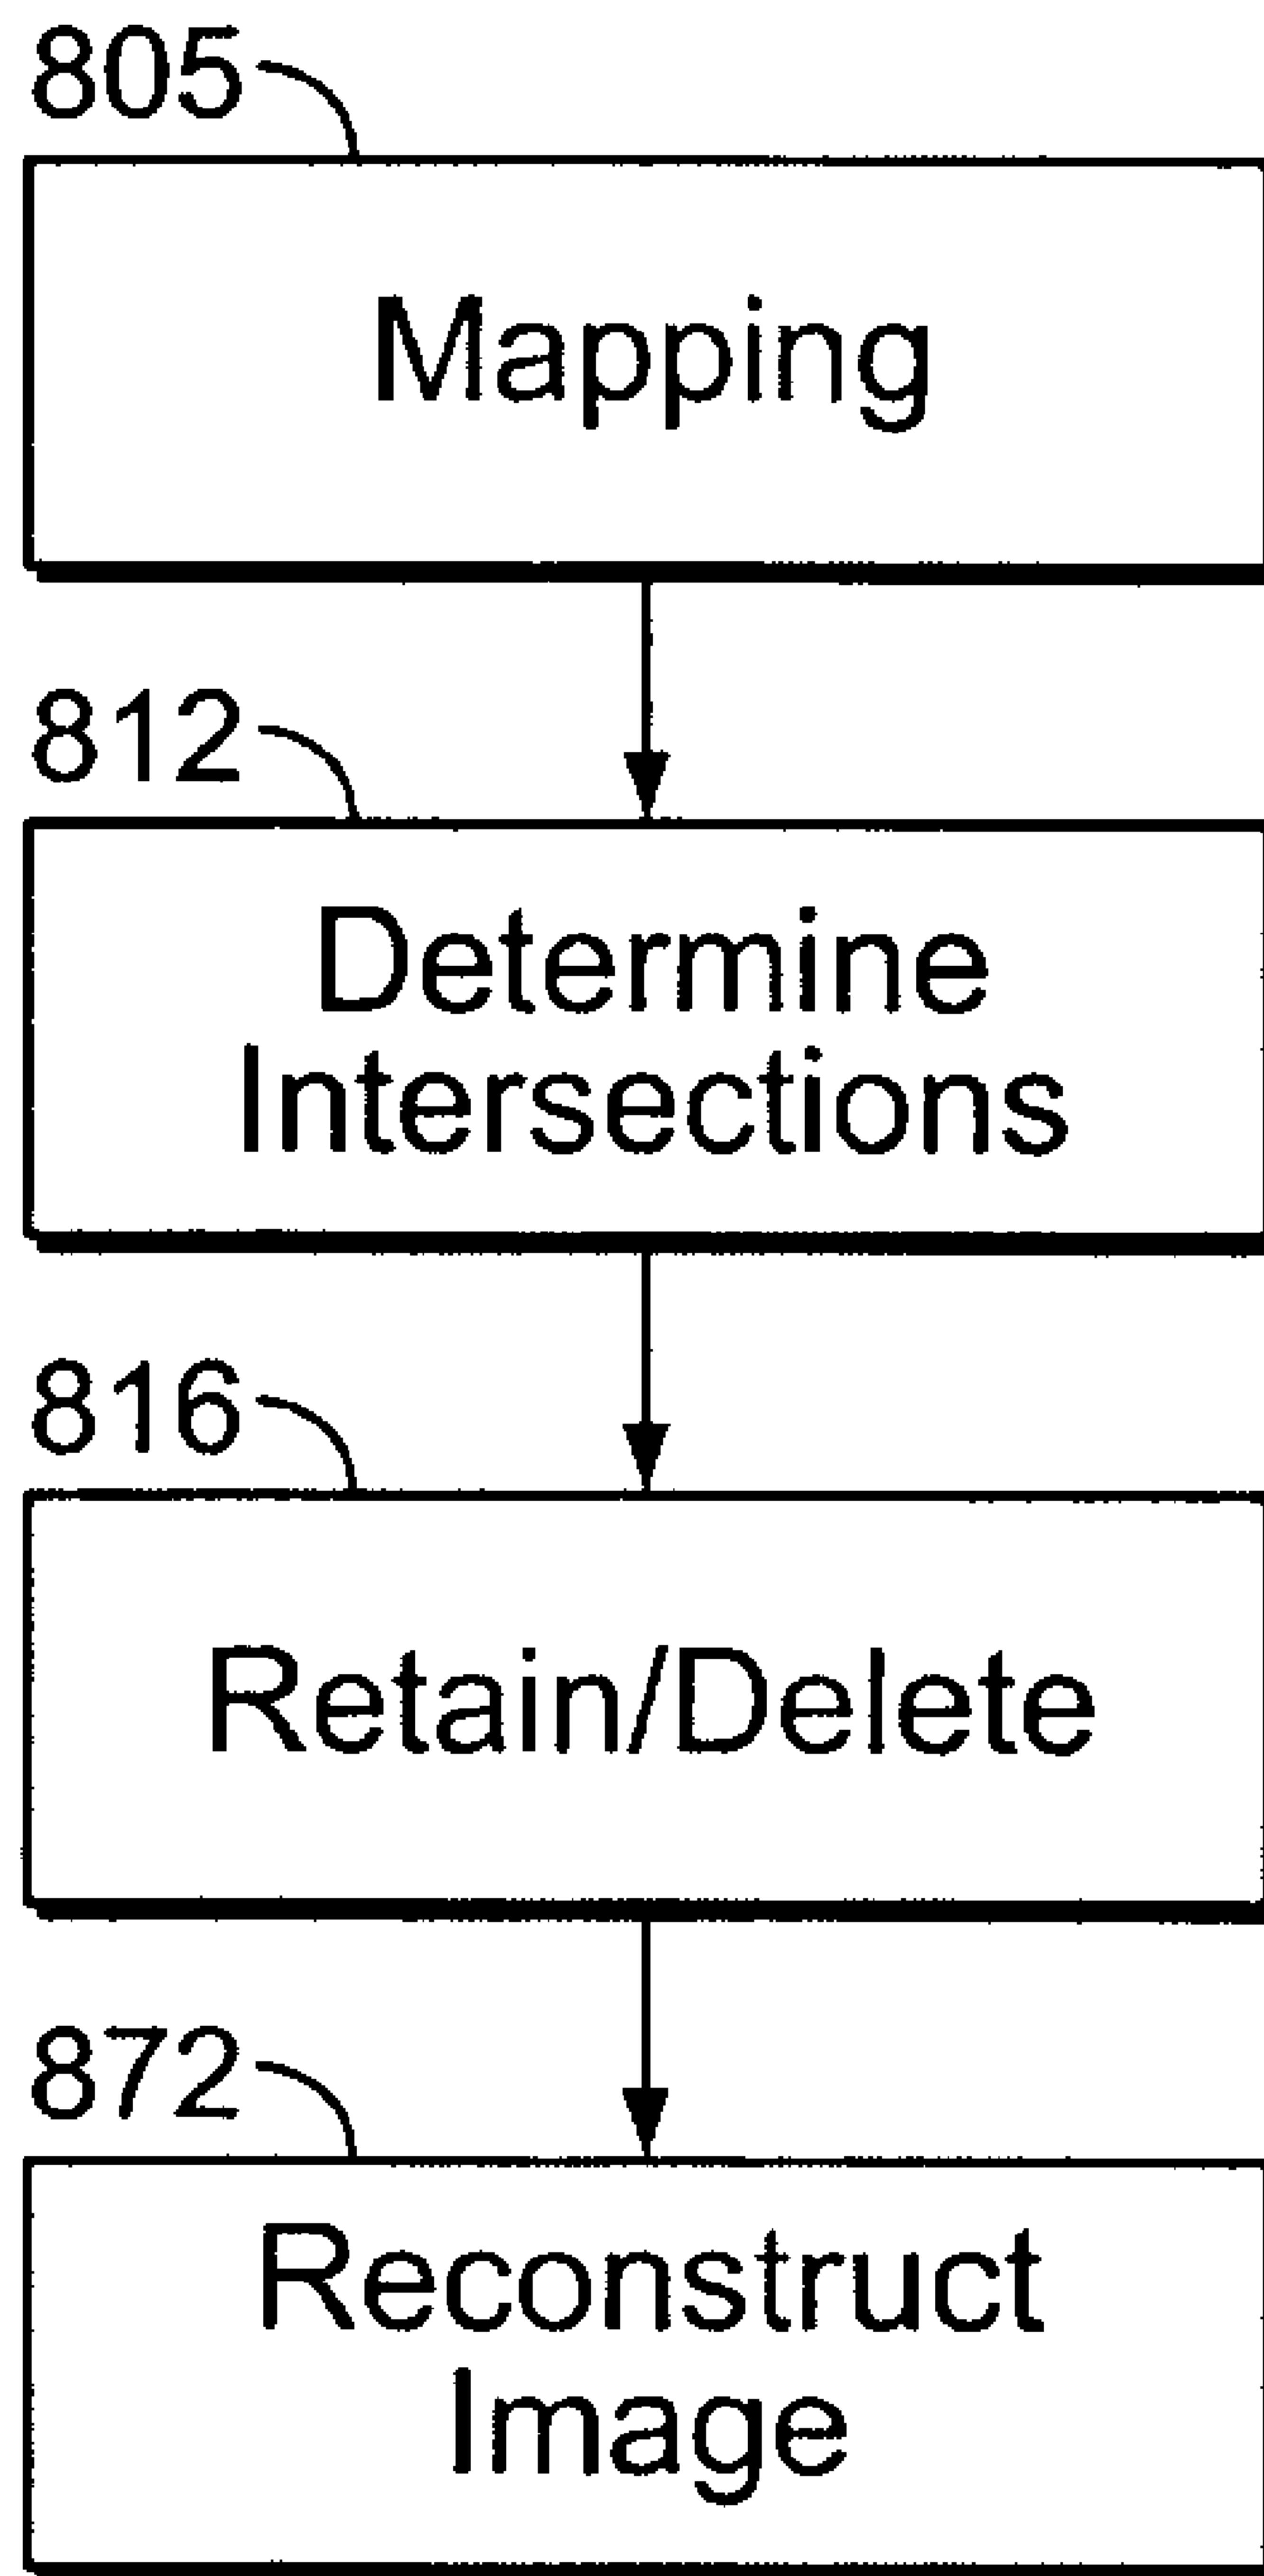 805
Mapping
812
Determine
Intersections
816
Retain/Delete
872
Reconstruct
Image